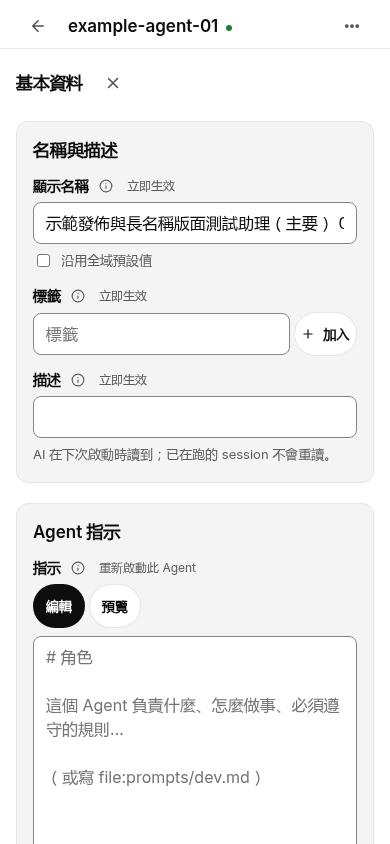 example-agent-01
基本資料
名稱與描述
顯示名稱 立即生效
示範發佈與長名稱版面測試助理（主要）
沿用全域預設值
標籤 立即生效
標籤
+ 加入
描述 立即生效
AI 在下次啟動時讀到；已在跑的 session 不會重讀。
Agent 指示
指示 重新啟動此 Agent
編輯 預覽
# 角色
這個 Agent 負責什麼、怎麼做事、必須遵
守的規則...
（或寫 file:prompts/dev.md）